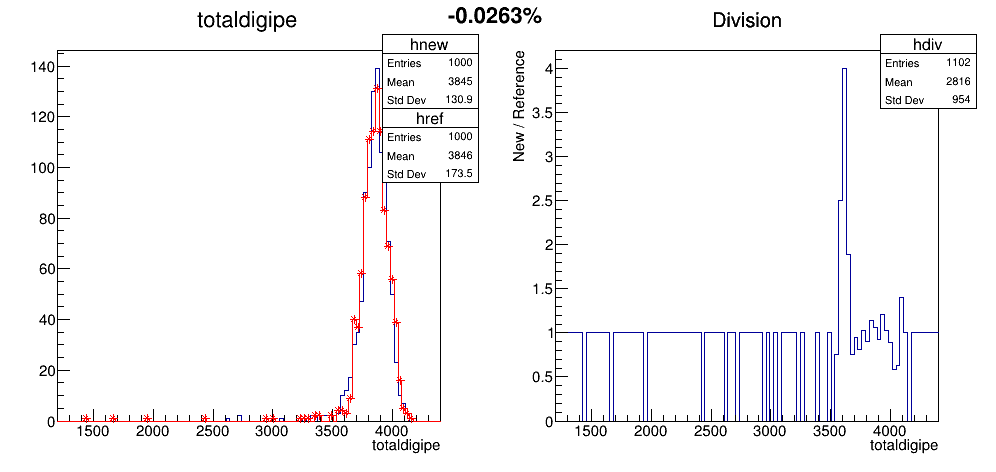 totaldigipe
-0.0263%
Division
hnew
Entries 1000
Mean 3845
Std Dev 130.9
href
Entries 1000
Mean 3846
Std Dev 173.5
140
120
100
80
60
40
20
0
1500 2000 2500 3000 3500 4000
totaldigipe
hdiv
Entries 1102
Mean 2816
Std Dev 954
New / Reference
4
3.5
3
2.5
2
1.5
1
0.5
0
1500 2000 2500 3000 3500 4000
totaldigipe